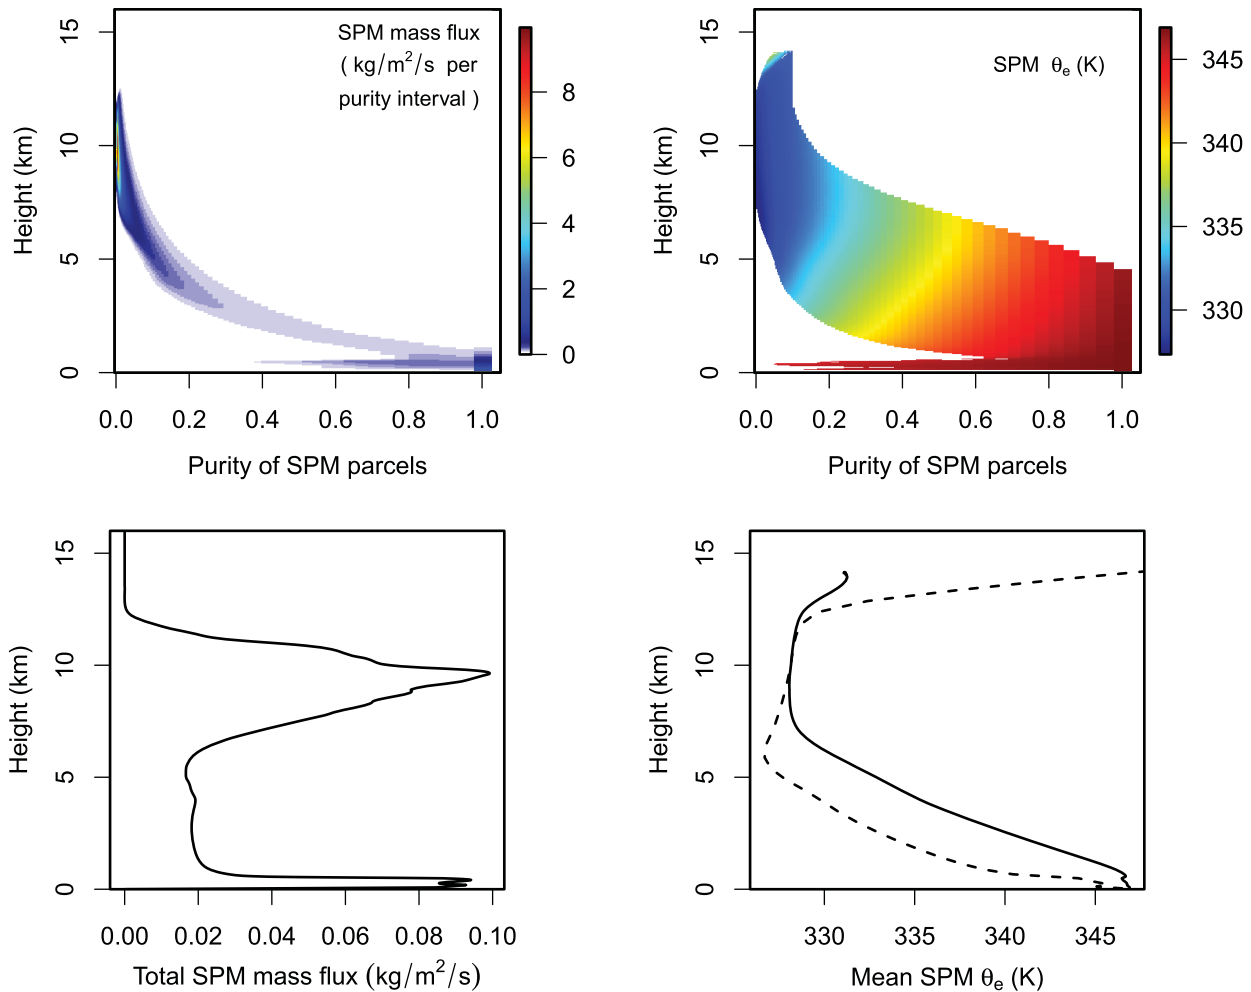 SPM mass flux
( kg/m²/s per
purity interval )
Height (km)
0
5
10
15
0.0 0.2 0.4 0.6 0.8 1.0
Purity of SPM parcels
0
2
4
6
8
SPM θe (K)
Height (km)
0
5
10
15
0.0 0.2 0.4 0.6 0.8 1.0
Purity of SPM parcels
330
335
340
345
Height (km)
0
5
10
15
0.00 0.02 0.04 0.06 0.08 0.10
Total SPM mass flux (kg/m²/s)
Height (km)
0
5
10
15
330 335 340 345
Mean SPM θe (K)